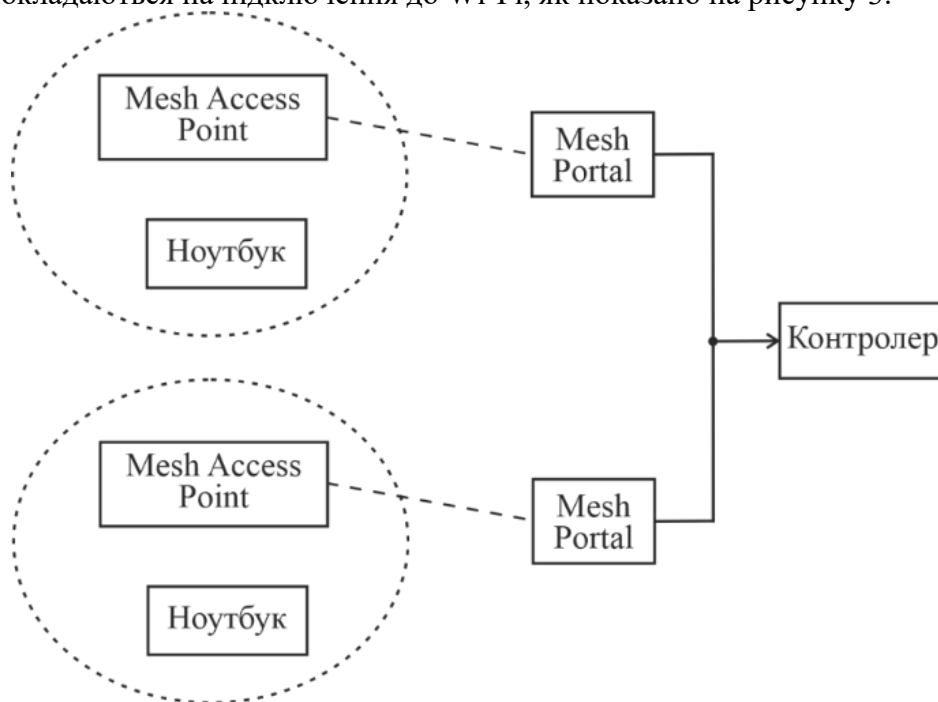 покладаються на підключення до Wi-Fi, як показано на рисунку 3.
Mesh Access
Point
Mesh
Portal
Ноутбук
Контролер
Mesh Access
Point
Mesh
Portal
Ноутбук